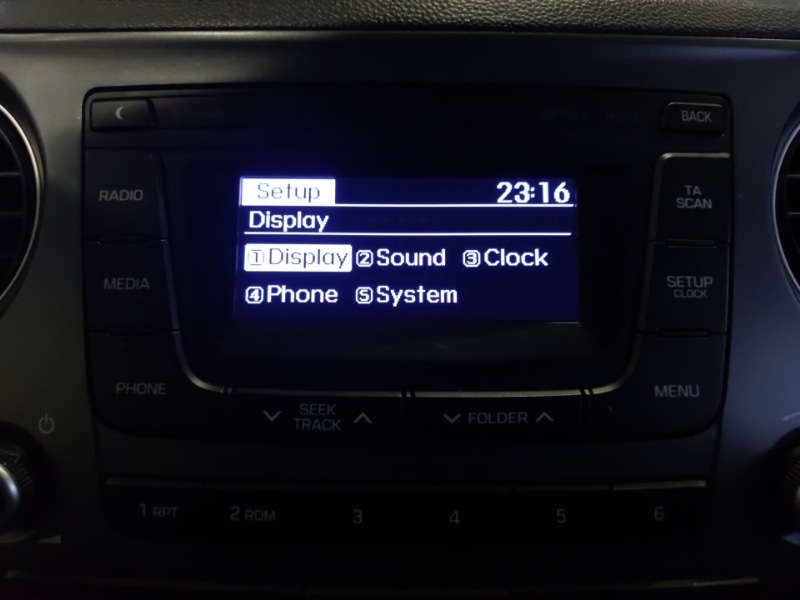 BACK
RADIO
Setup 23:16
TA
SCAN
Display
1 Display 2 Sound 3 Clock
MEDIA
SETUP
CLOCK
4 Phone 5 System
PHONE
MENU
SEEK
TRACK
FOLDER
1 RPT 2 RDM 3 4 5 6